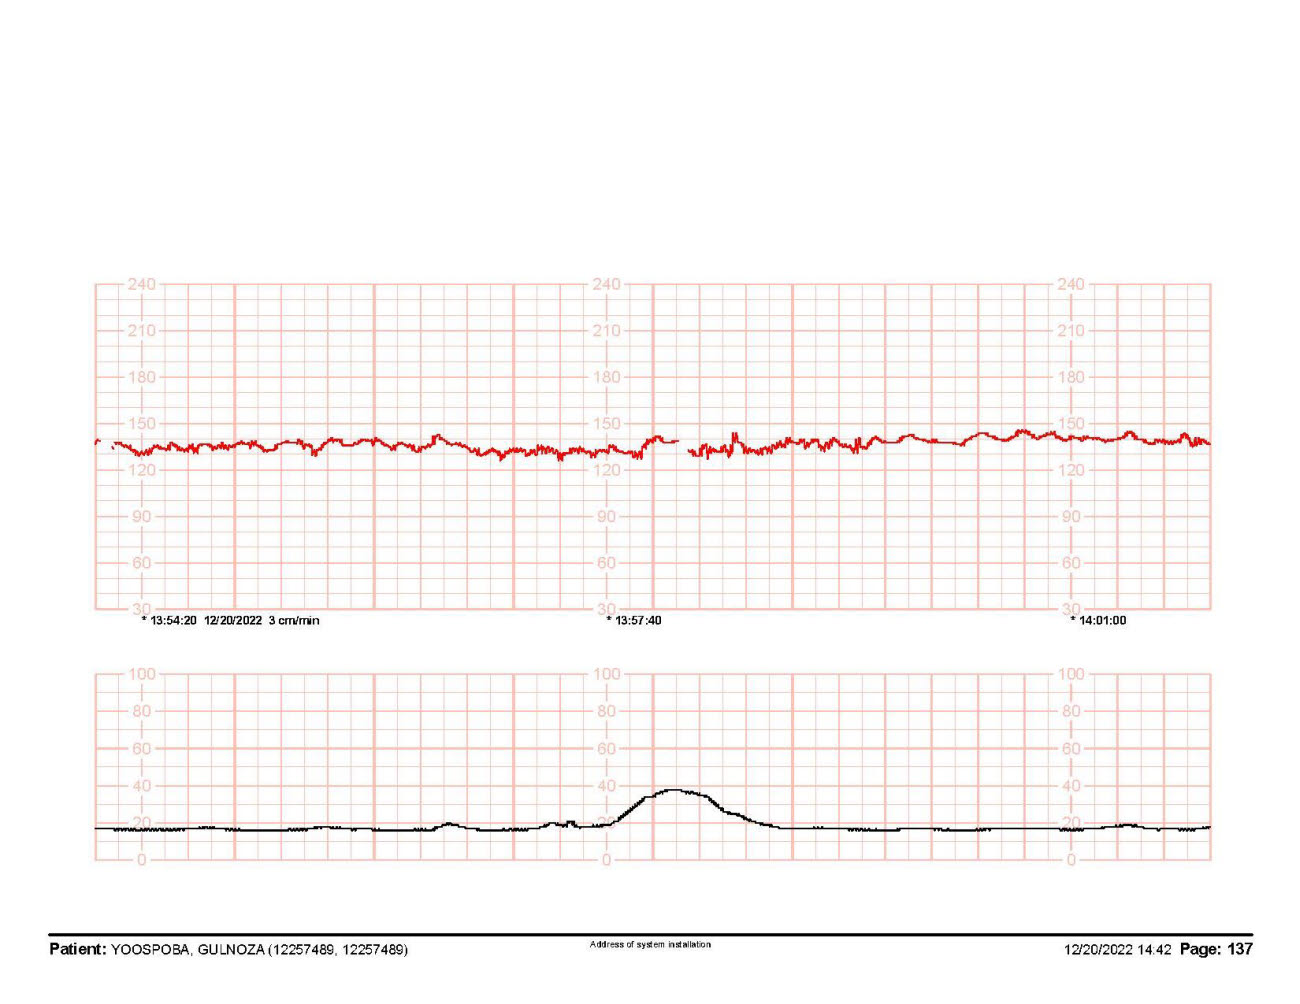 240 240 240
210 210 210
180 180 180
150 150 150
120 120 120
90 90 90
60 60 60
30 30 30
* 13:54:20 12/20/2022 3 cm/min * 13:57:40 * 14:01:00
100 100 100
80 80 80
60 60 60
40 40 40
20 20 20
0 0 0
Patient: YOOSPOBA, GULNOZA (12257489, 12257489) Address of system installation 12/20/2022 14:42 Page: 137